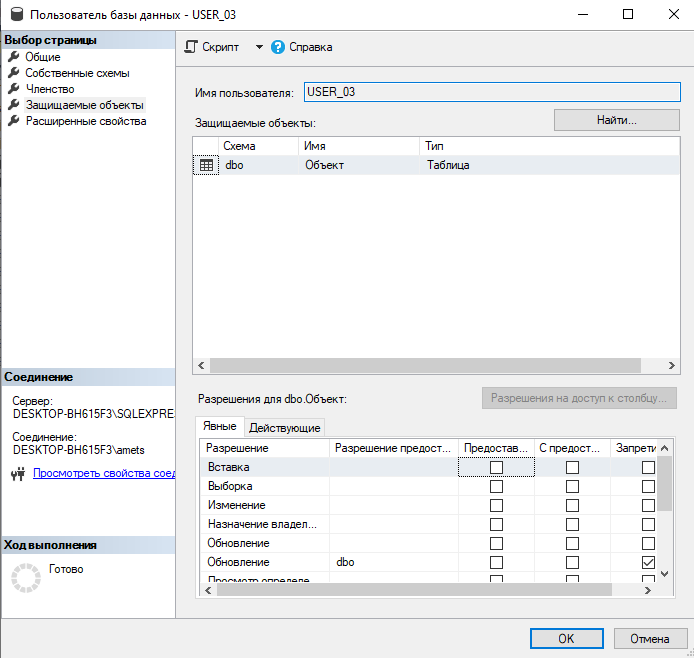 Пользователь базы данных - USER_03
Выбор страницы
Общие
Собственные схемы
Членство
Защищаемые объекты
Расширенные свойства
Скрипт
Справка
Имя пользователя: USER_03
Защищаемые объекты: Найти...
Схема Имя Тип
dbo Объект Таблица
Соединение
Сервер:
DESKTOP-BH615F3\SQLEXPRE
Соединение:
DESKTOP-BH615F3\amets
Просмотреть свойства соед
Ход выполнения
Готово
Разрешения для dbo.Объект: Разрешения на доступ к столбцу...
Явные Действующие
Разрешение Разрешение предост... Предостав... С предост... Запрети
Вставка
Выборка
Изменение
Назначение владел...
Обновление
Обновление dbo
Просмотр определе
OK Отмена